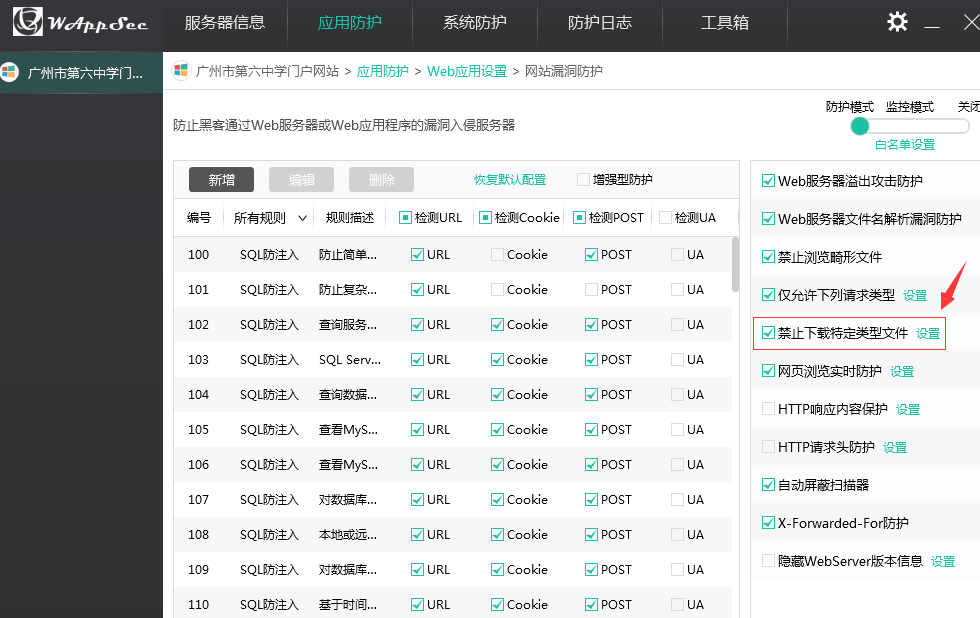 WAppSec 服务器信息 应用防护 系统防护 防护日志 工具箱
广州市第六中学门...
广州市第六中学门户网站 > 应用防护 > Web应用设置 > 网站漏洞防护
防护模式 监控模式 关闭
防止黑客通过Web服务器或Web应用程序的漏洞入侵服务器
白名单设置
新增 编辑 删除 恢复默认配置 增强型防护
编号 所有规则 规则描述 检测URL 检测Cookie 检测POST 检测UA
100 SQL防注入 防止简单... URL Cookie POST UA
101 SQL防注入 防止复杂... URL Cookie POST UA
102 SQL防注入 查询服务... URL Cookie POST UA
103 SQL防注入 SQL Serv... URL Cookie POST UA
104 SQL防注入 查询数据... URL Cookie POST UA
105 SQL防注入 查看MyS... URL Cookie POST UA
106 SQL防注入 查看MyS... URL Cookie POST UA
107 SQL防注入 对数据库... URL Cookie POST UA
108 SQL防注入 本地或远... URL Cookie POST UA
109 SQL防注入 对数据库... URL Cookie POST UA
110 SQL防注入 基于时间... URL Cookie POST UA
Web服务器溢出攻击防护
Web服务器文件名解析漏洞防护
禁止浏览畸形文件
仅允许下列请求类型 设置
禁止下载特定类型文件 设置
网页浏览实时防护 设置
HTTP响应内容保护 设置
HTTP请求头防护 设置
自动屏蔽扫描器
X-Forwarded-For防护
隐藏WebServer版本信息 设置